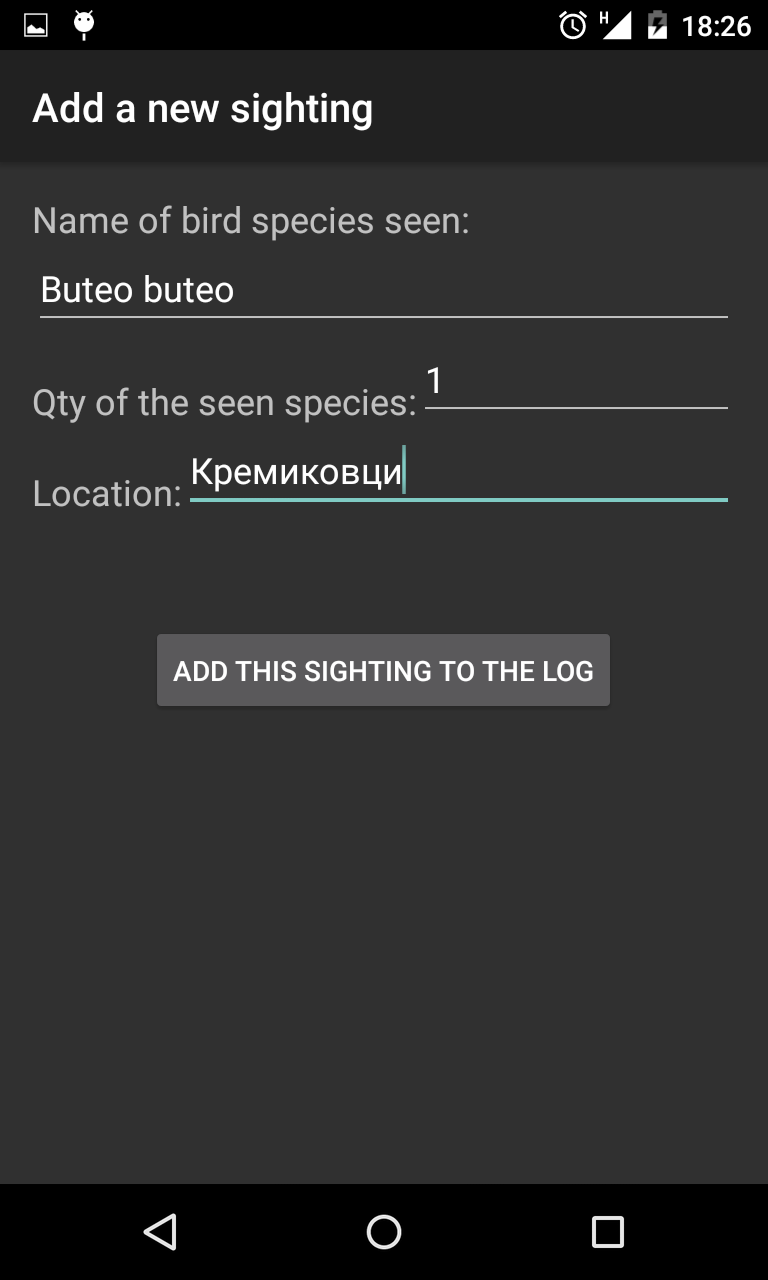 H 18:26
Add a new sighting
Name of bird species seen:
Buteo buteo
Qty of the seen species: 1
Location: Кремиковци
ADD THIS SIGHTING TO THE LOG